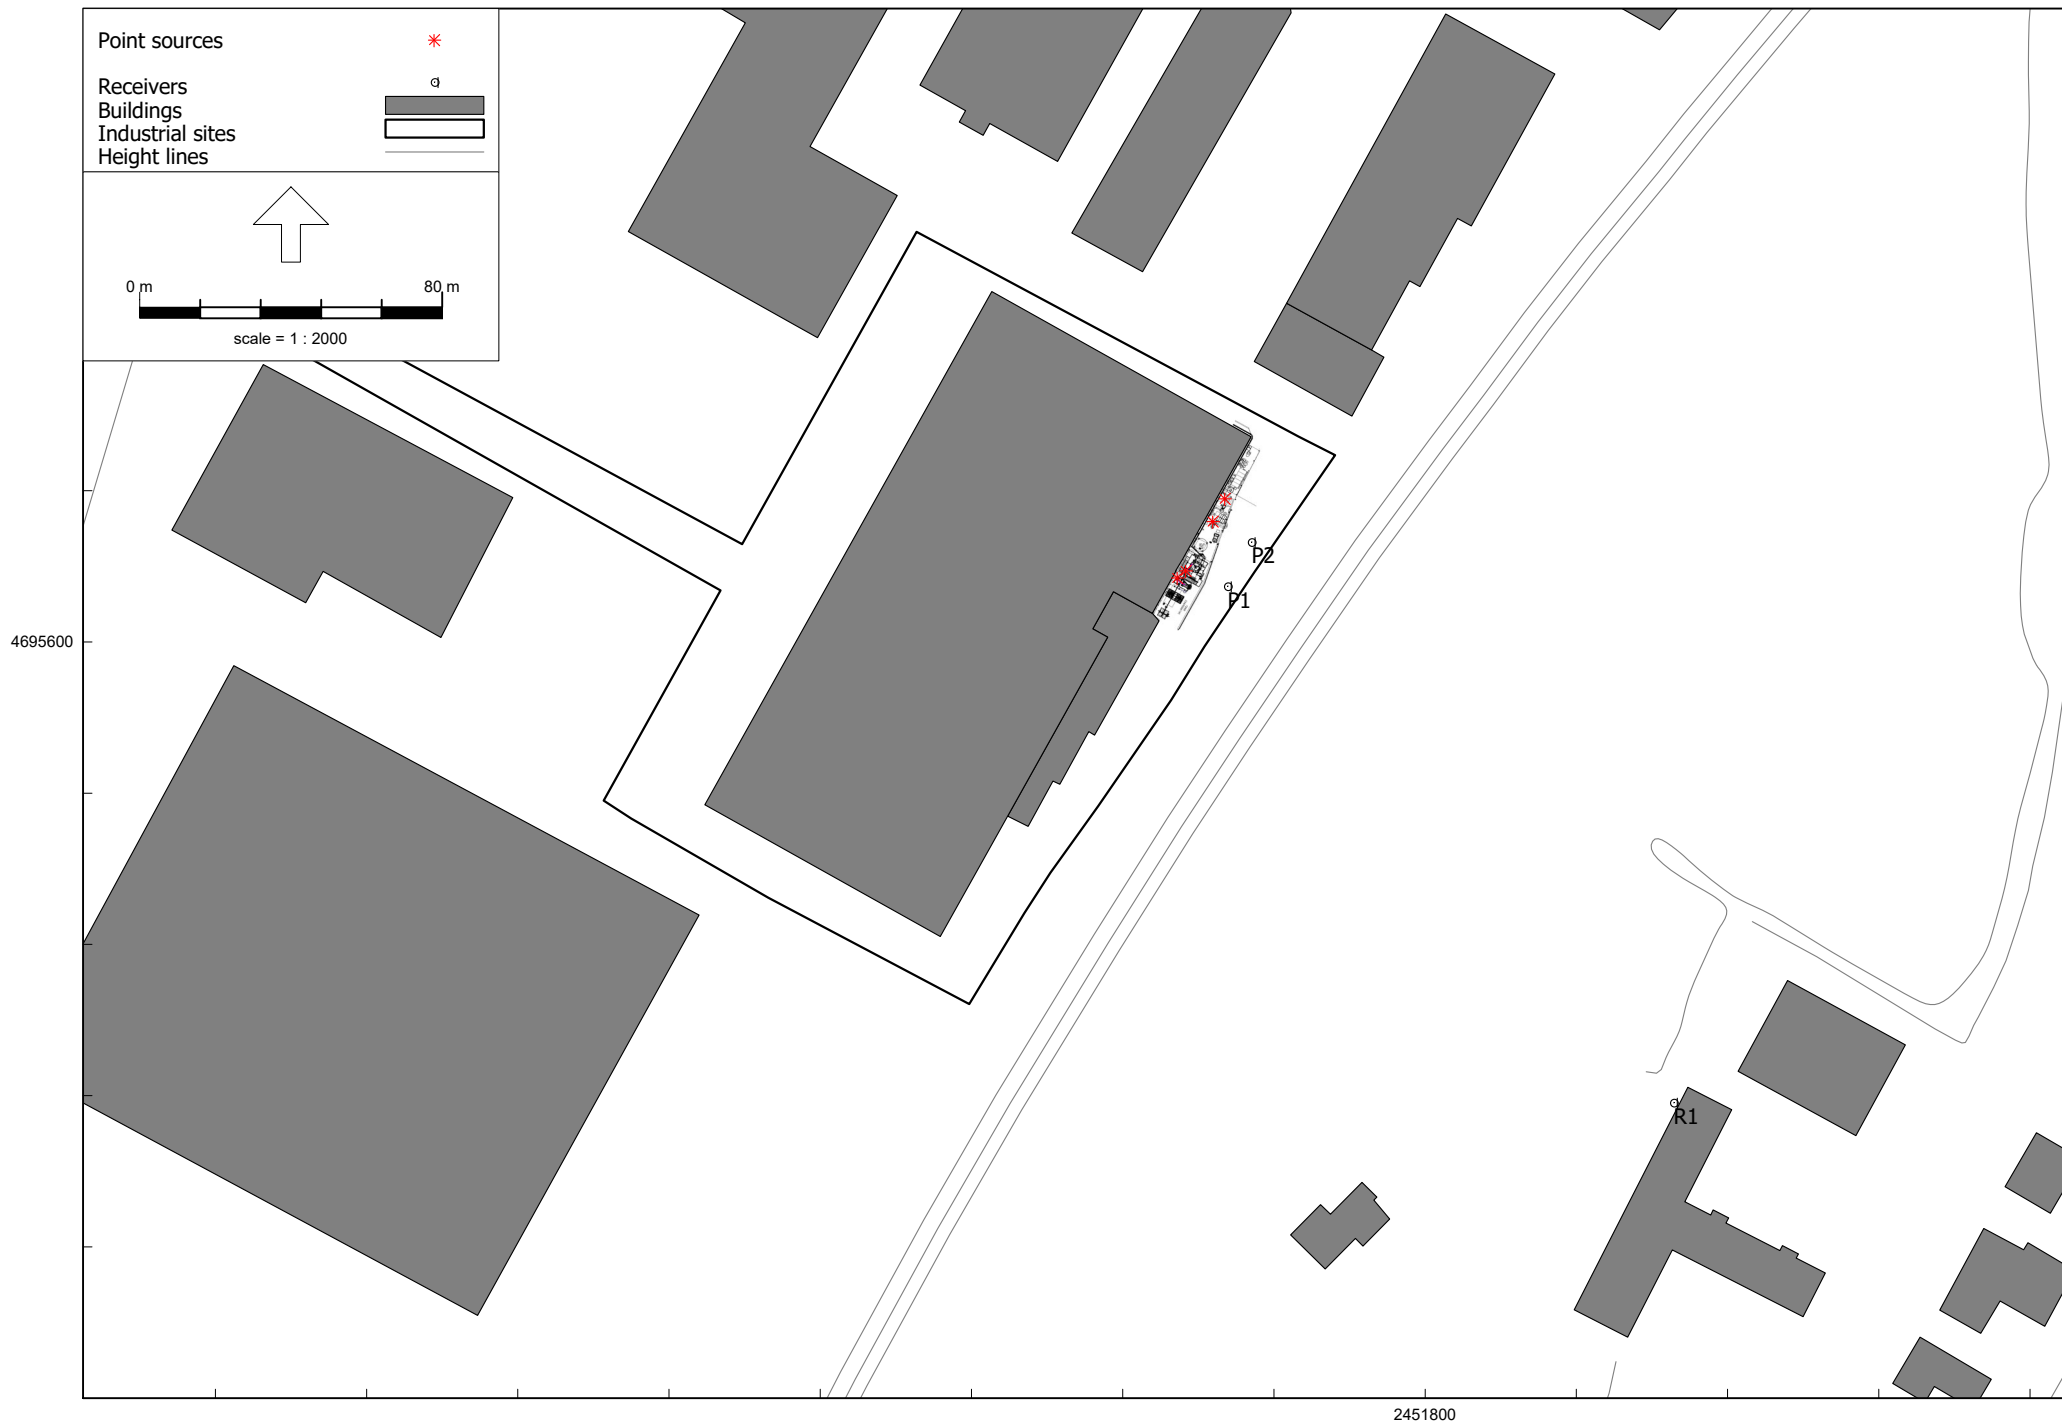 Point sources
Receivers
Buildings
Industrial sites
Height lines
0 m 80 m
scale = 1 : 2000
P2
P1
4695600
R1
2451800